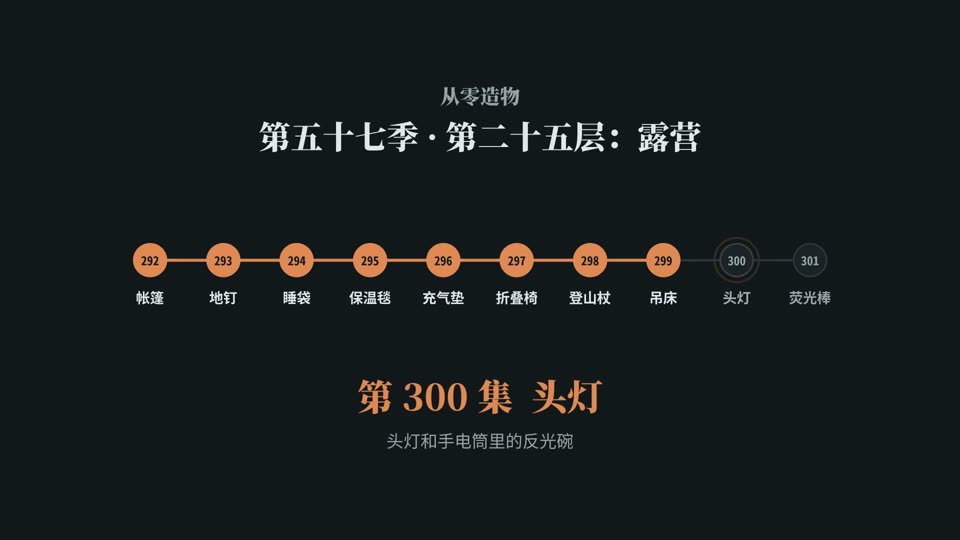 从零造物
第五十七季 · 第二十五层：露营
292 293 294 295 296 297 298 299 300 301
帐篷 地钉 睡袋 保温毯 充气垫 折叠椅 登山杖 吊床 头灯 荧光棒
第 300 集 头灯
头灯和手电筒里的反光碗